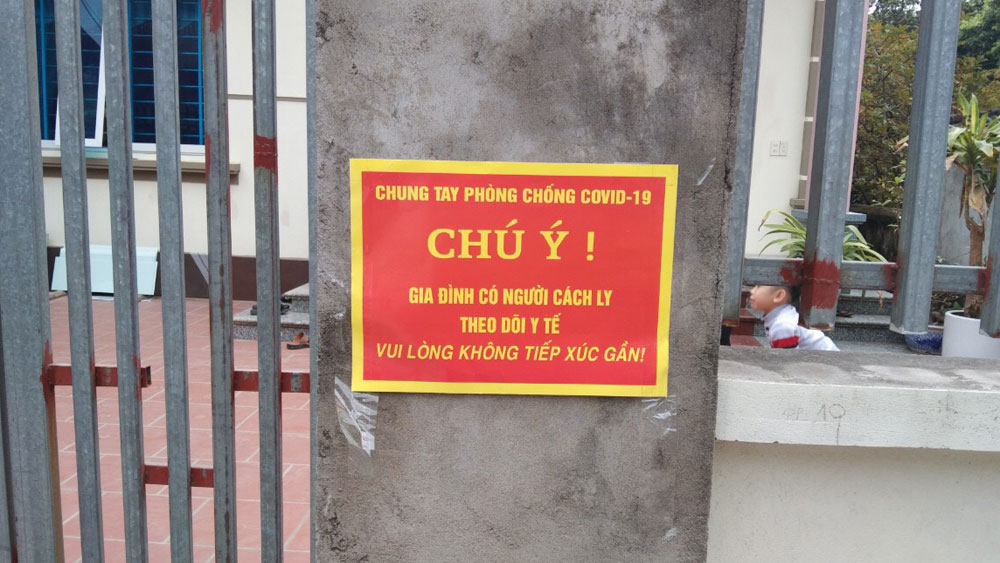 CHUNG TAY PHÒNG CHỐNG COVID-19
CHÚ Ý !
GIA ĐÌNH CÓ NGƯỜI CÁCH LY
THEO DÕI Y TẾ
VUI LÒNG KHÔNG TIẾP XÚC GẦN!
10